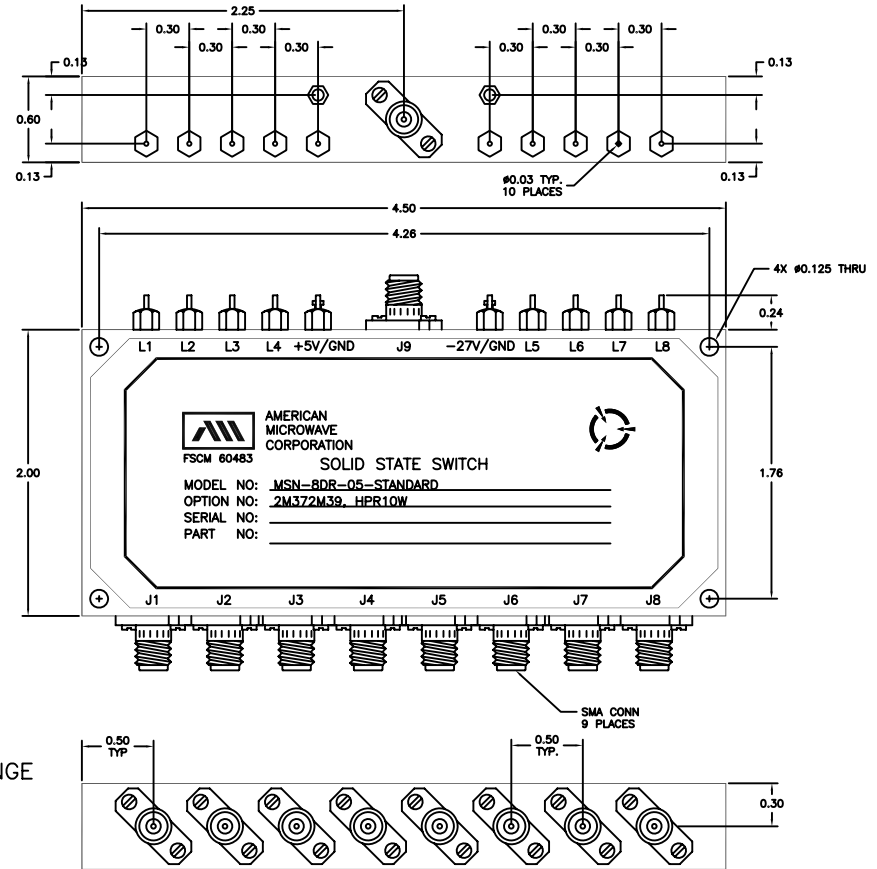 2.25
0.30 0.30 0.30
0.30 0.30 0.30 0.30
0.30
0.13 0.13
0.60
0.13 0.13
ø0.03 TYP.
10 PLACES
4.50
4.26
4X ø0.125 THRU
0.24
L1 L2 L3 L4 +5V/GND J9 -27V/GND L5 L6 L7 L8
AMERICAN
MICROWAVE
CORPORATION
FSCM 60483
SOLID STATE SWITCH
2.00
1.76
MODEL NO: MSN-8DR-05-STANDARD
OPTION NO: 2M372M39, HPR10W
SERIAL NO:
PART NO:
J1 J2 J3 J4 J5 J6 J7 J8
SMA CONN
9 PLACES
0.50
TYP
0.50
TYP.
NGE
0.30